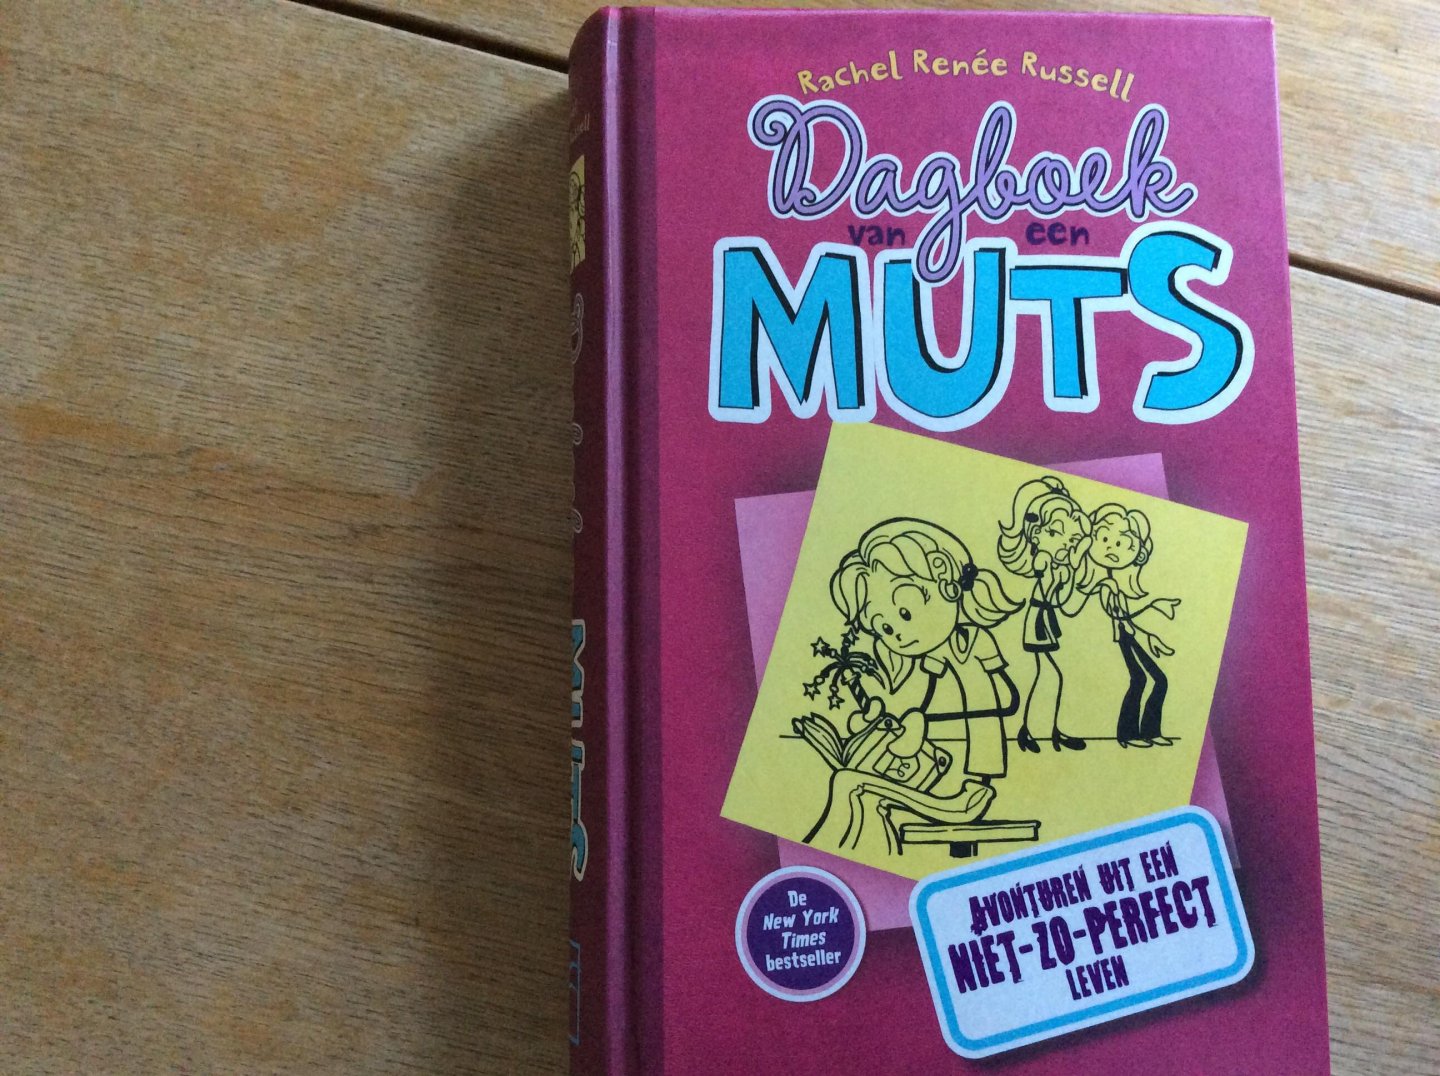 Rachel Renée Russell
Dagboek
van een
MUTS
AVONTUREN UIT EEN
NIET-ZO-PERFECT
LEVEN
De
New York
Times
bestseller
MUTS